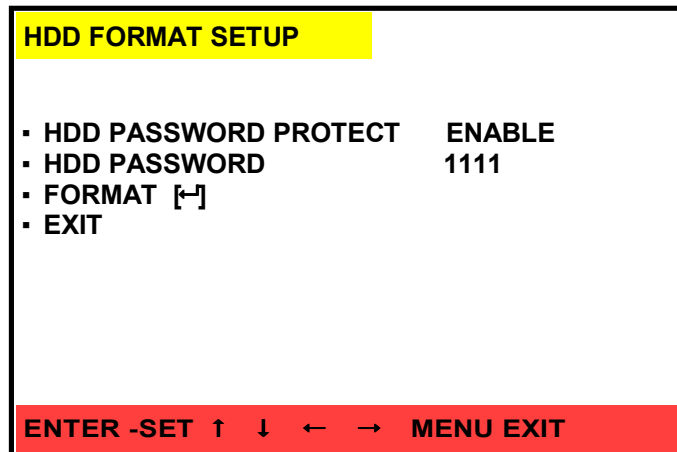 HDD FORMAT SETUP
▪ HDD PASSWORD PROTECT ENABLE
▪ HDD PASSWORD 1111
▪ FORMAT [↵]
▪ EXIT
ENTER -SET ↑ ↓ ← → MENU EXIT